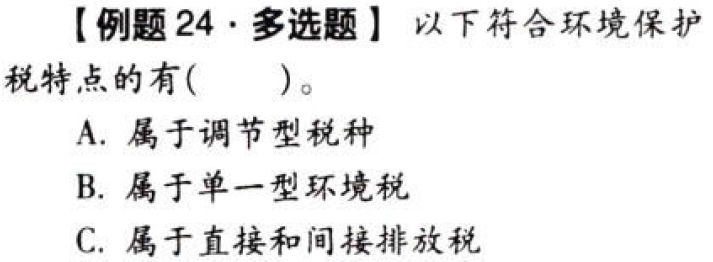 【例题 24·多选题】 以下符合环境保护
税特点的有(　　)。
A. 属于调节型税种
B. 属于单一型环境税
C. 属于直接和间接排放税